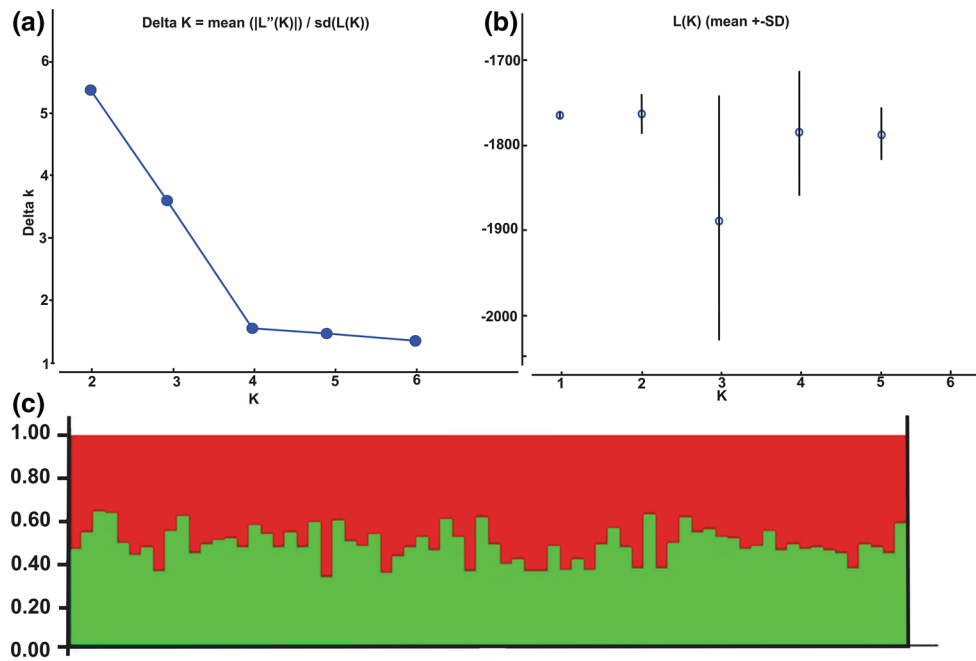 (a)
Delta K = mean (|L”(K)|) / sd(L(K))
6
5
4
3
2
1
Delta k
2 3 4 5 6
K
(b)
L(K) (mean +-SD)
-1700
-1800
-1900
-2000
1 2 3 4 5 6
K
(c)
1.00
0.80
0.60
0.40
0.20
0.00